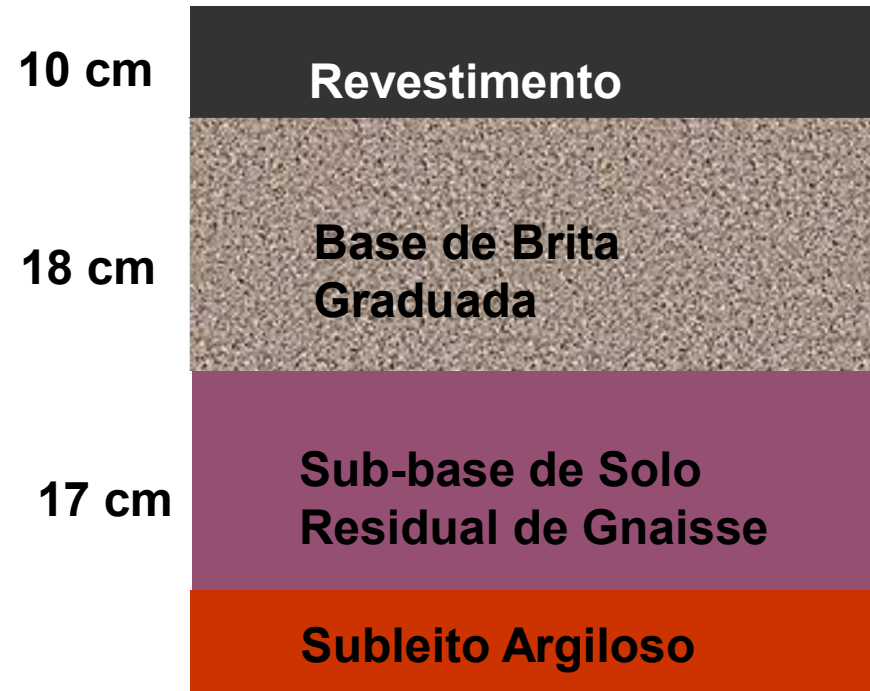 10 cm
Revestimento
18 cm
Base de Brita
Graduada
17 cm
Sub-base de Solo
Residual de Gnaisse
Subleito Argiloso